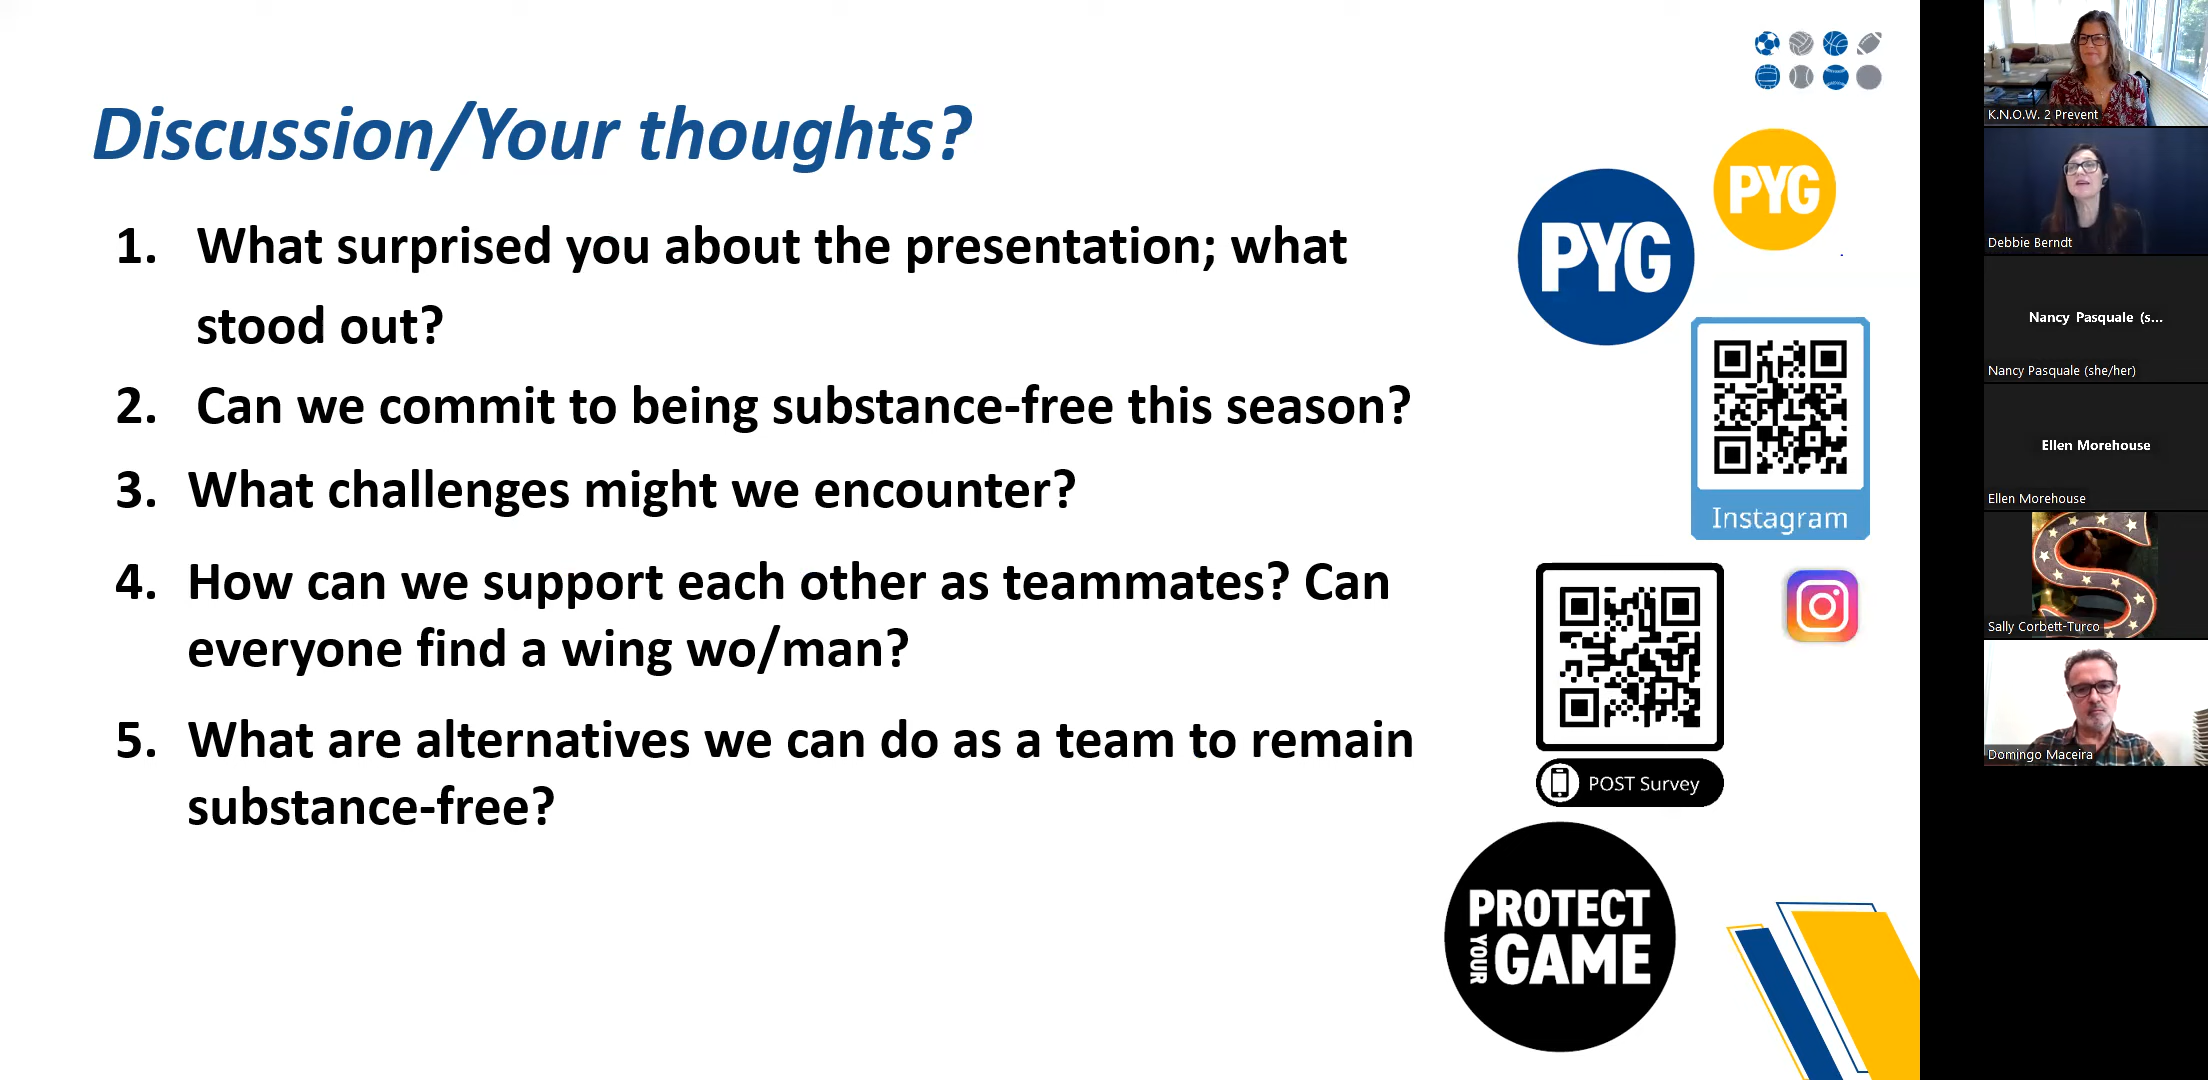 Discussion/Your thoughts?
1. What surprised you about the presentation; what
stood out?
2. Can we commit to being substance-free this season?
3. What challenges might we encounter?
4. How can we support each other as teammates? Can
everyone find a wing wo/man?
5. What are alternatives we can do as a team to remain
substance-free?
PYG
PYG
Instagram
POST Survey
PROTECT
YOUR
GAME
K.N.O.W. 2 Prevent
Debbie Berndt
Nancy Pasquale (s...
Nancy Pasquale (she/her)
Ellen Morehouse
Ellen Morehouse
S
Sally Corbett-Turco
Domingo Maceira